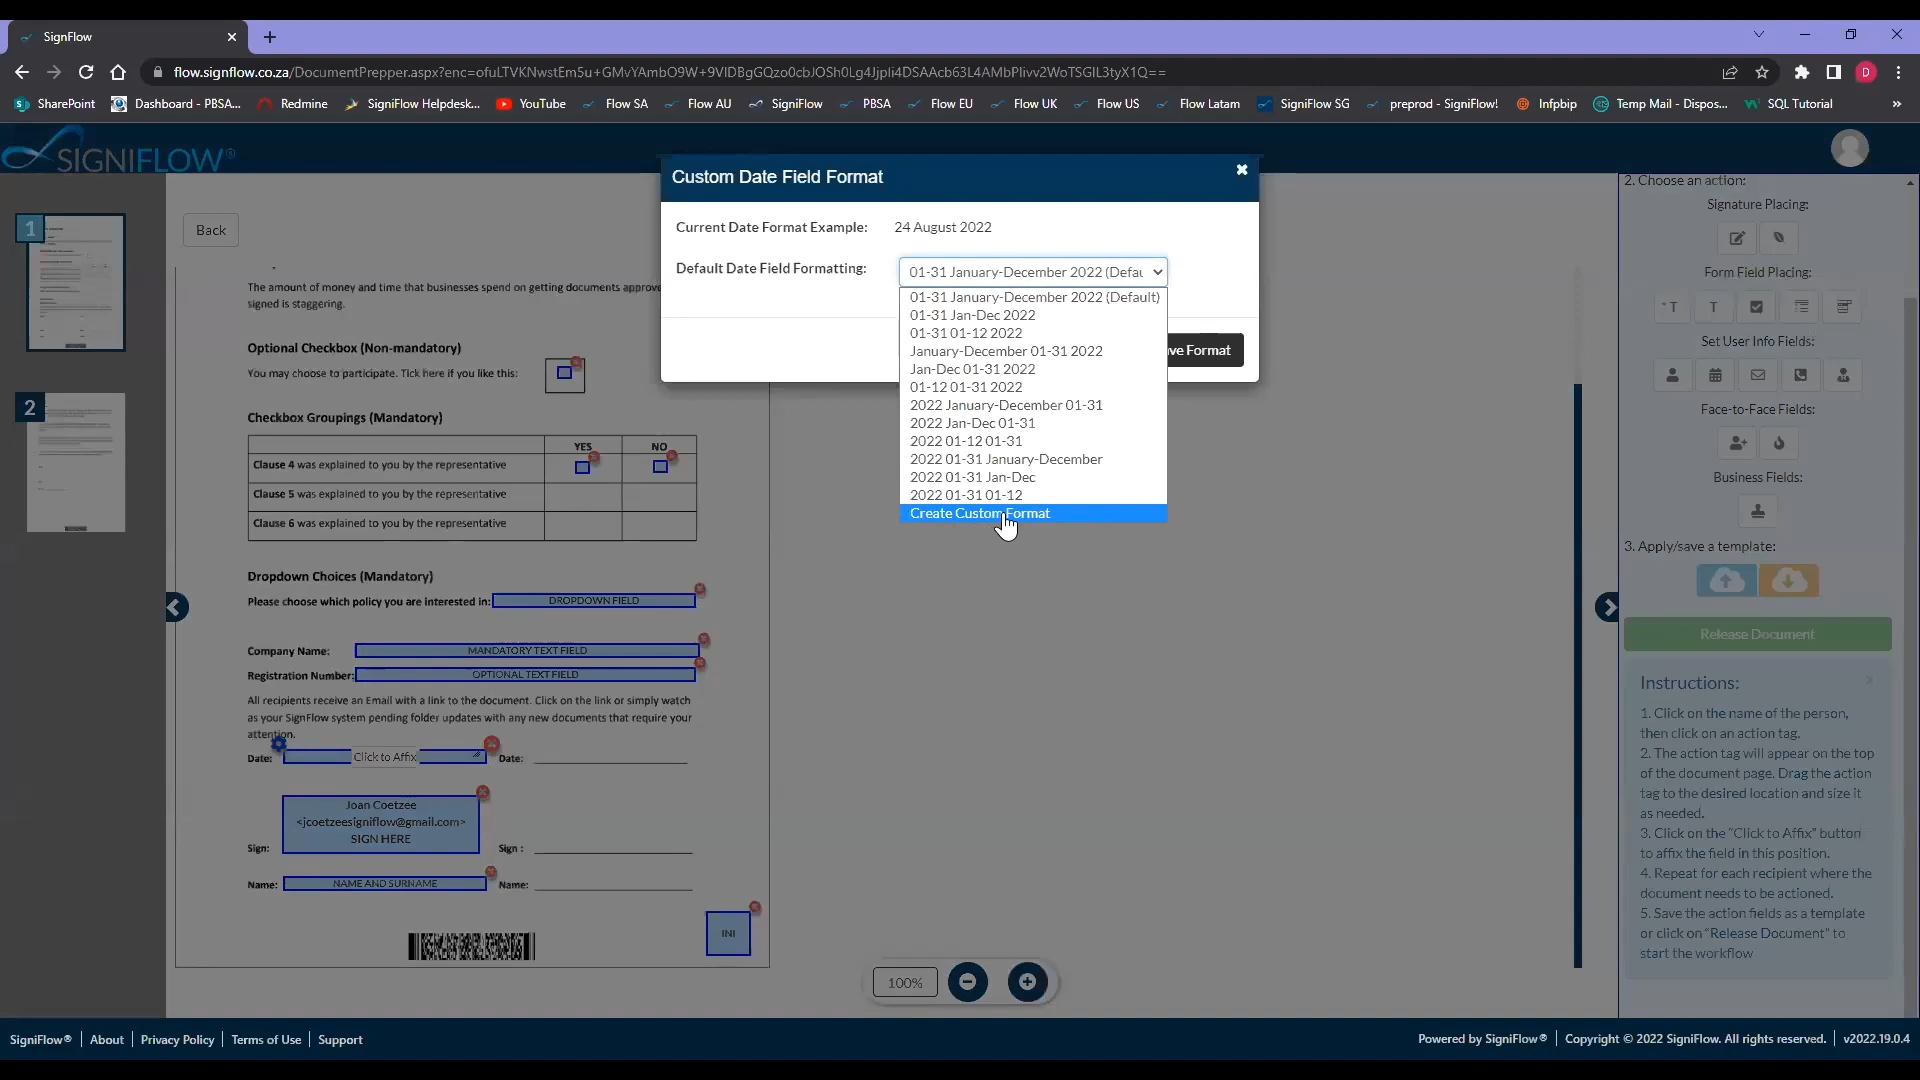 SignFlow
flow.signflow.co.za/DocumentPrepper.aspx?enc=ofuLTVKNwstEm5u+GMvYAmbO9W+9VIDBgGQzo0cbJOSh0Lg4Jjpli4DSAAcb63L4AMbPlivv2WoTSGIL3tyX1Q==
D
SharePoint
Dashboard - PBSA...
Redmine
SigniFlow Helpdesk...
YouTube
Flow SA
Flow AU
SigniFlow
PBSA
Flow EU
Flow UK
Flow US
Flow Latam
SigniFlow SG
preprod - SigniFlow!
Infpbip
Temp Mail - Dispos...
SQL Tutorial
SIGNIFLOW®
1
2
Back
The amount of money and time that businesses spend on getting documents approve
signed is staggering.
Optional Checkbox (Non-mandatory)
You may choose to participate. Tick here if you like this:
Checkbox Groupings (Mandatory)
YES NO
Clause 4 was explained to you by the representative
Clause 5 was explained to you by the representative
Clause 6 was explained to you by the representative
Dropdown Choices (Mandatory)
Please choose which policy you are interested in: DROPDOWN FIELD
Company Name: MANDATORY TEXT FIELD
Registration Number: OPTIONAL TEXT FIELD
All recipients receive an Email with a link to the document. Click on the link or simply watch
as your SignFlow system pending folder updates with any new documents that require your
attention.
Date: Click to Affix Date:
Joan Coetzee
<jcoetzeesigniflow@gmail.com>
SIGN HERE
Sign: Sign :
Name: NAME AND SURNAME Name:
INI
Custom Date Field Format
Current Date Format Example: 24 August 2022
Default Date Field Formatting: 01-31 January-December 2022 (Defau
01-31 January-December 2022 (Default)
01-31 Jan-Dec 2022
01-31 01-12 2022
January-December 01-31 2022
Jan-Dec 01-31 2022
01-12 01-31 2022
2022 January-December 01-31
2022 Jan-Dec 01-31
2022 01-12 01-31
2022 01-31 January-December
2022 01-31 Jan-Dec
2022 01-31 01-12
Create Custom Format
ve Format
100%
2. Choose an action:
Signature Placing:
Form Field Placing:
* T T
Set User Info Fields:
Face-to-Face Fields:
Business Fields:
3. Apply/save a template:
Release Document
Instructions:
1. Click on the name of the person,
then click on an action tag.
2. The action tag will appear on the top
of the document page. Drag the action
tag to the desired location and size it
as needed.
3. Click on the "Click to Affix" button
to affix the field in this position.
4. Repeat for each recipient where the
document needs to be actioned.
5. Save the action fields as a template
or click on "Release Document" to
start the workflow
SigniFlow® About Privacy Policy Terms of Use Support
Powered by SigniFlow® Copyright © 2022 SigniFlow. All rights reserved. v2022.19.0.4